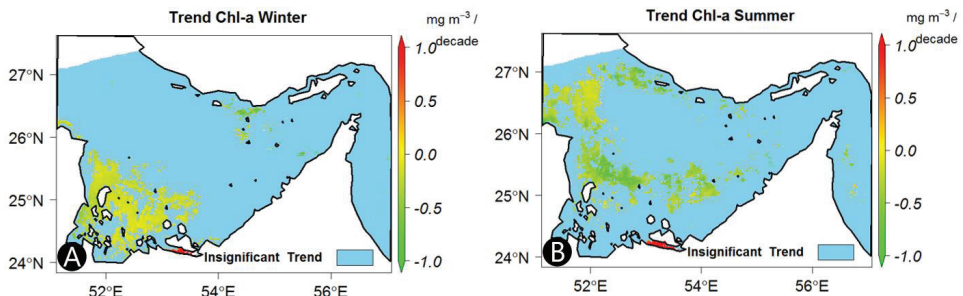 Trend Chl-a Winter
mg m⁻³ /
decade
27°N
26°N
25°N
24°N
52°E 54°E 56°E
A
Insignificant Trend
1.0
0.5
0.0
-0.5
-1.0
Trend Chl-a Summer
mg m⁻³ /
decade
27°N
26°N
25°N
24°N
52°E 54°E 56°E
B
Insignificant Trend
1.0
0.5
0.0
-0.5
-1.0